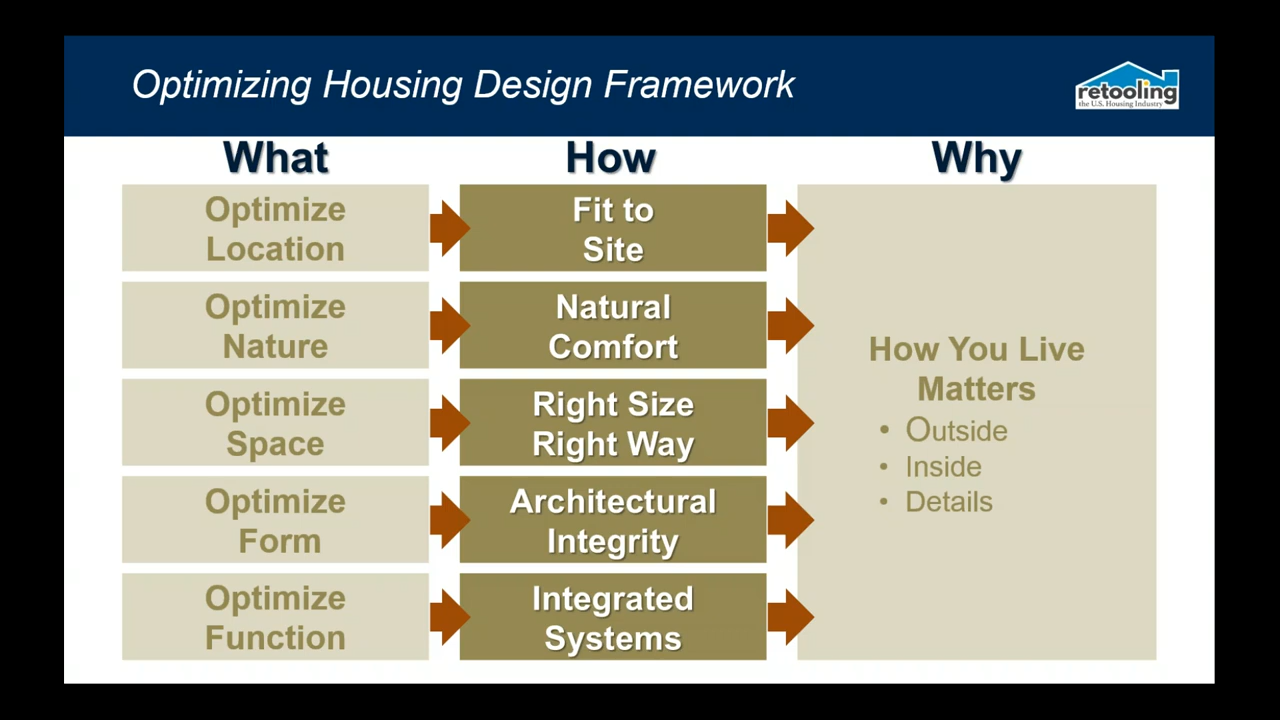 Optimizing Housing Design Framework
retooling
the U.S. Housing Industry
What
How
Why
Optimize
Location
Fit to
Site
Optimize
Nature
Natural
Comfort
Optimize
Space
Right Size
Right Way
Optimize
Form
Architectural
Integrity
Optimize
Function
Integrated
Systems
How You Live
Matters
• Outside
• Inside
• Details